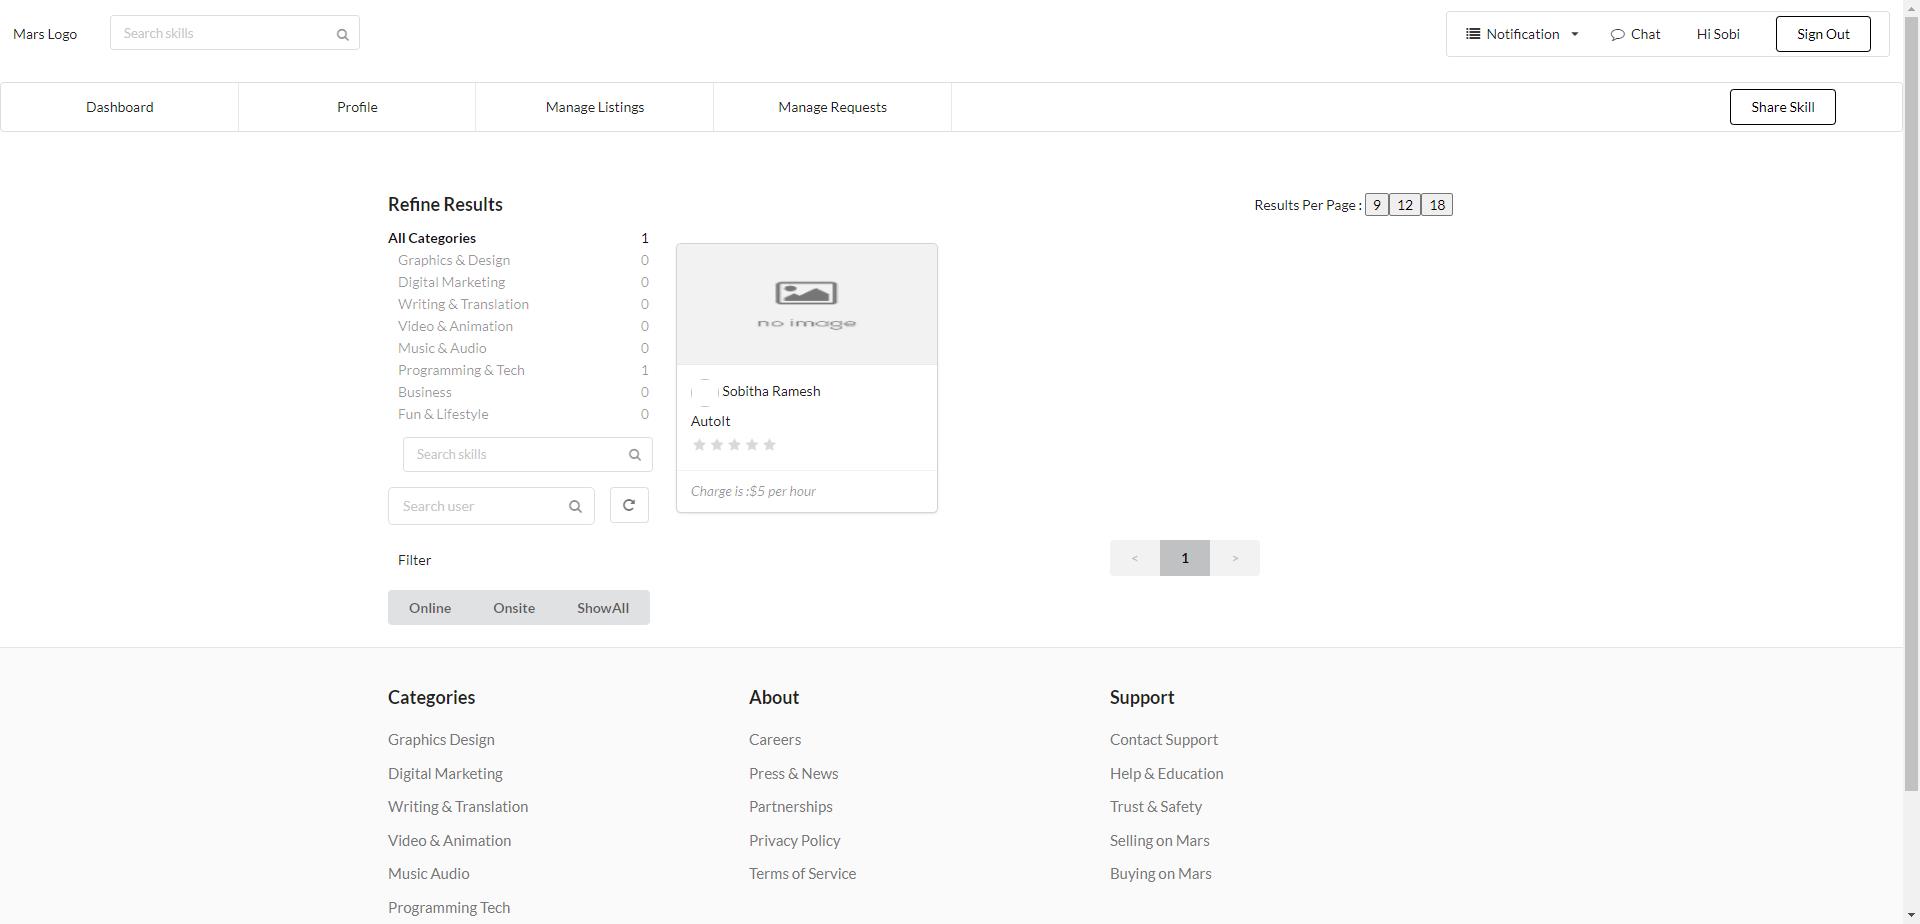 Mars Logo
Search skills
Notification
Chat
Hi Sobi
Sign Out
Dashboard
Profile
Manage Listings
Manage Requests
Share Skill
Refine Results
Results Per Page : 9 12 18
All Categories 1
Graphics & Design 0
Digital Marketing 0
Writing & Translation 0
Video & Animation 0
Music & Audio 0
Programming & Tech 1
Business 0
Fun & Lifestyle 0
Search skills
Search user
Filter
Online
Onsite
ShowAll
no image
Sobitha Ramesh
AutoIt
Charge is :$5 per hour
< 1 >
Categories
Graphics Design
Digital Marketing
Writing & Translation
Video & Animation
Music Audio
Programming Tech
About
Careers
Press & News
Partnerships
Privacy Policy
Terms of Service
Support
Contact Support
Help & Education
Trust & Safety
Selling on Mars
Buying on Mars